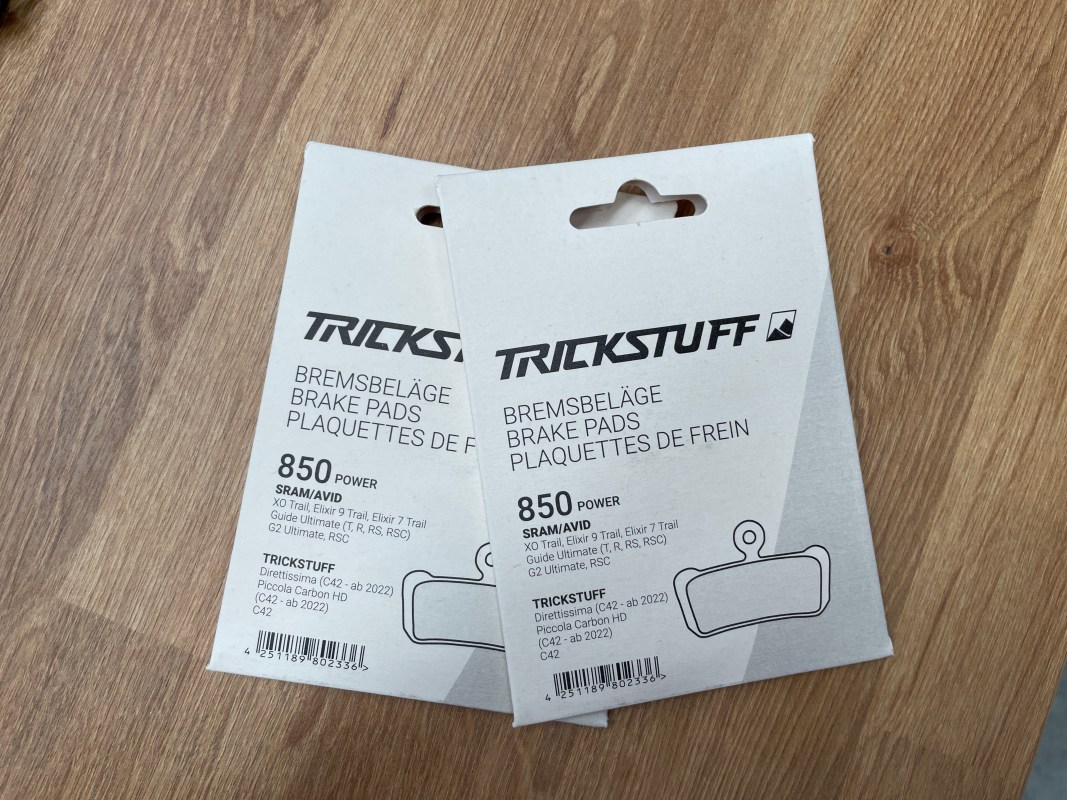 TRICKS
BREMSBELÄGE
BRAKE PADS
PLAQUETTES DE F
850 POWER
SRAM/AVID
XO Trail, Elixir 9 Trail, Elixir 7 Trail
Guide Ultimate (T, R, RS, RSC)
G2 Ultimate, RSC
TRICKSTUFF
Direttissima (C42 - ab 2022)
Piccola Carbon HD
(C42 - ab 2022)
C42
4 251189 802336 >
TRICKSTUFF
BREMSBELÄGE
BRAKE PADS
PLAQUETTES DE FREIN
850 POWER
SRAM/AVID
XO Trail, Elixir 9 Trail, Elixir 7 Trail
Guide Ultimate (T, R, RS, RSC)
G2 Ultimate, RSC
TRICKSTUFF
Direttissima (C42 - ab 2022)
Piccola Carbon HD
(C42 - ab 2022)
C42
4 251189 802336 >